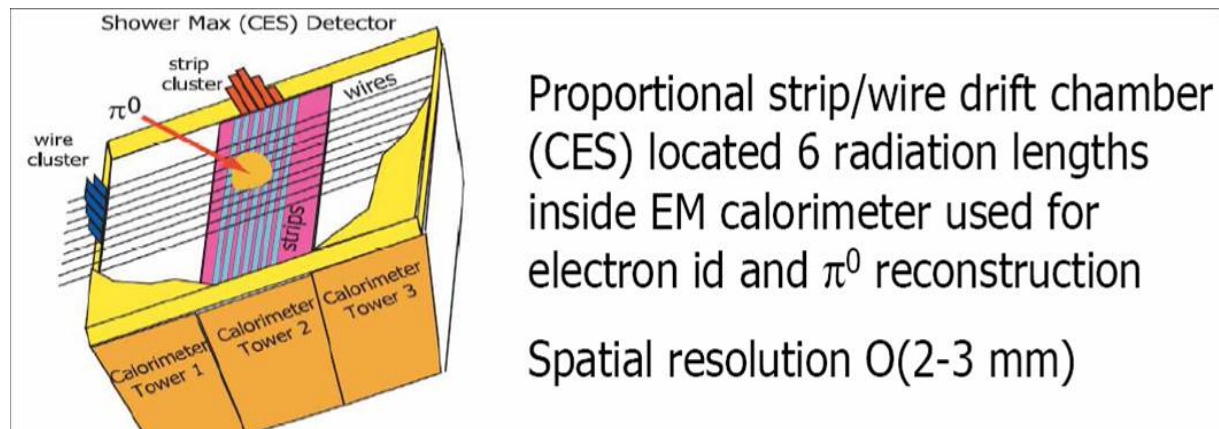 Shower Max (CES) Detector
strip
cluster
wires
π⁰
wire
cluster
strips
Calorimeter
Tower 1
Calorimeter
Tower 2
Calorimeter
Tower 3
Proportional strip/wire drift chamber
(CES) located 6 radiation lengths
inside EM calorimeter used for
electron id and π⁰ reconstruction
Spatial resolution O(2-3 mm)